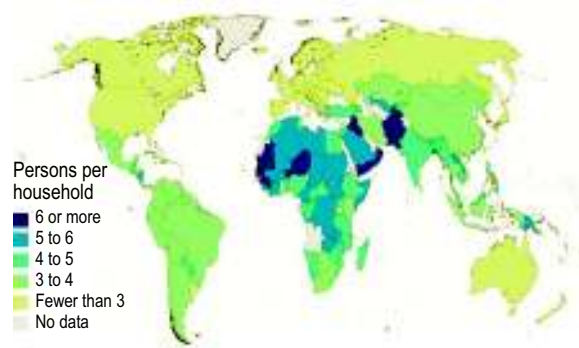 Persons per
household
6 or more
5 to 6
4 to 5
3 to 4
Fewer than 3
No data